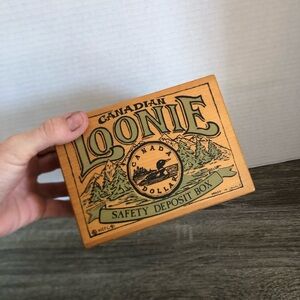 CANADIAN
LOONIE
CANADA
DOLLAR
SAFETY DEPOSIT BOX